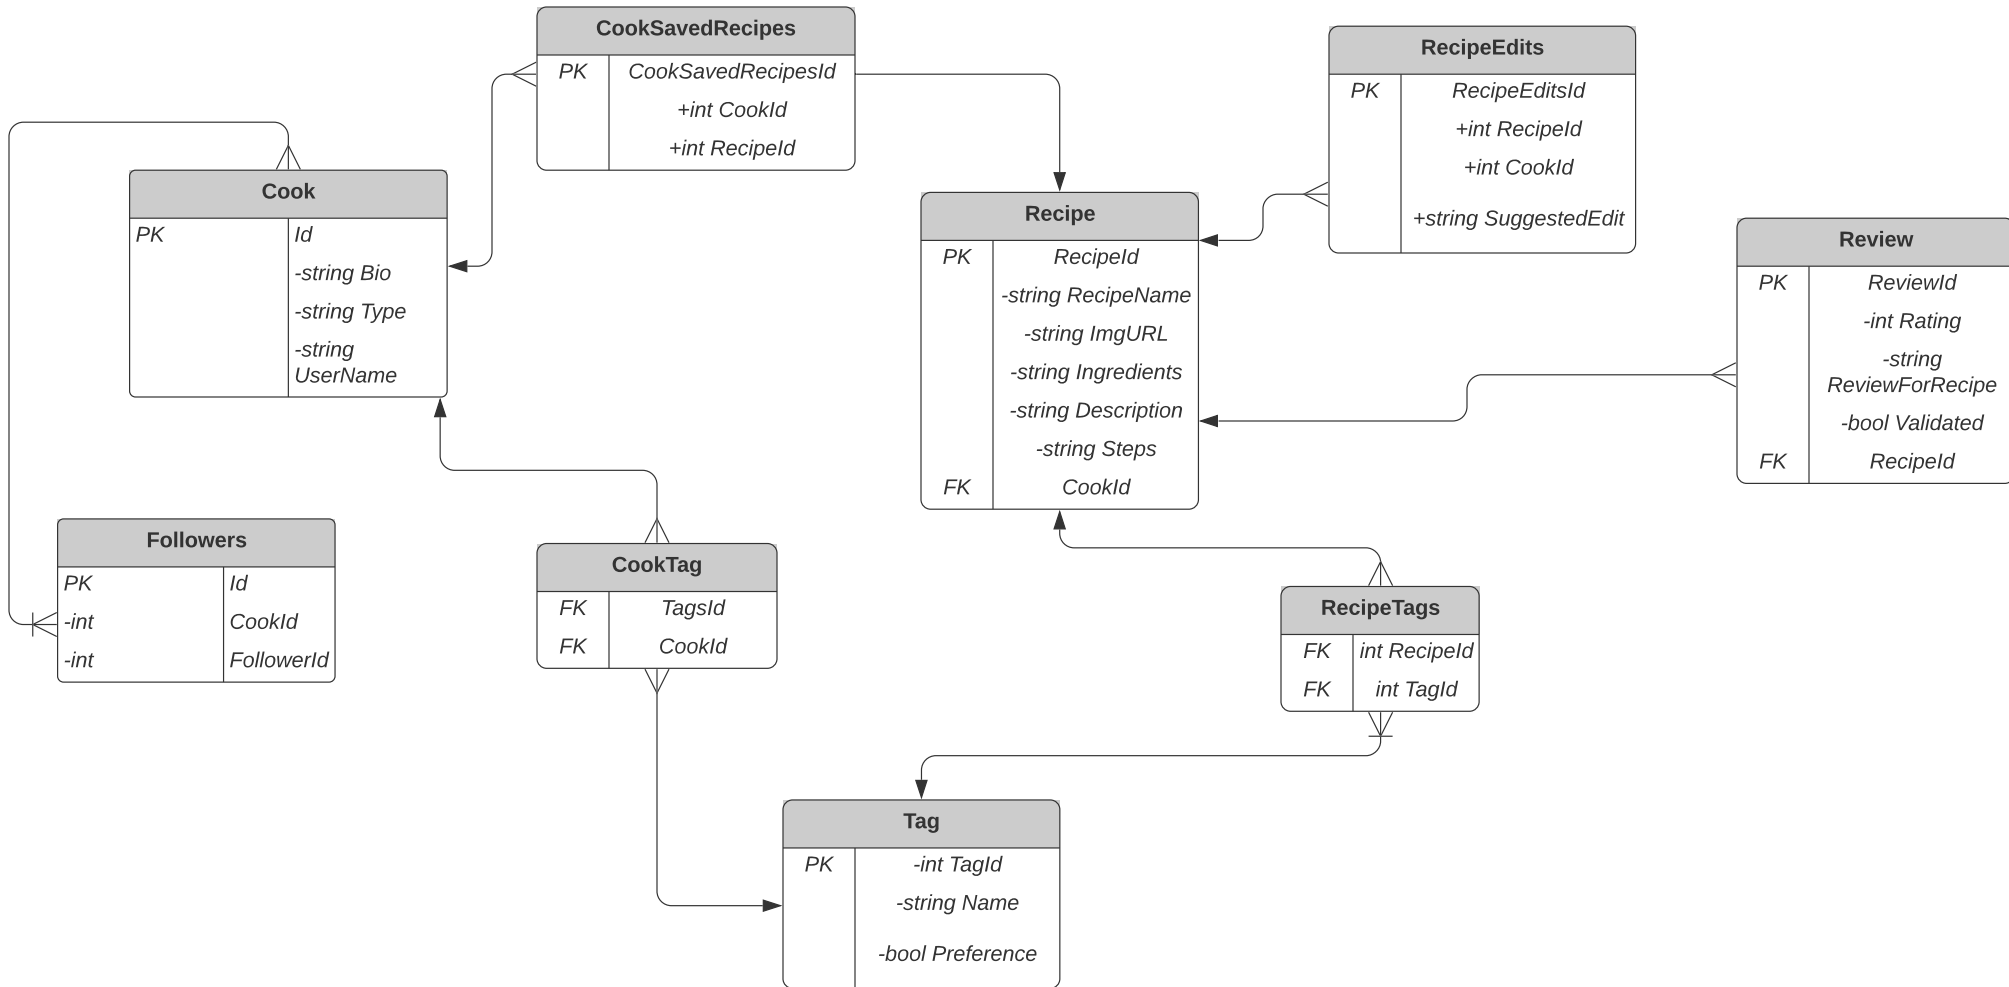 CookSavedRecipes
PK CookSavedRecipesId
+int CookId
+int RecipeId
RecipeEdits
PK RecipeEditsId
+int RecipeId
+int CookId
+string SuggestedEdit
Cook
PK Id
-string Bio
-string Type
-string
UserName
Recipe
PK RecipeId
-string RecipeName
-string ImgURL
-string Ingredients
-string Description
-string Steps
FK CookId
Review
PK ReviewId
-int Rating
-string
ReviewForRecipe
-bool Validated
FK RecipeId
Followers
PK Id
-int CookId
-int FollowerId
CookTag
FK TagsId
FK CookId
RecipeTags
FK int RecipeId
FK int TagId
Tag
PK -int TagId
-string Name
-bool Preference